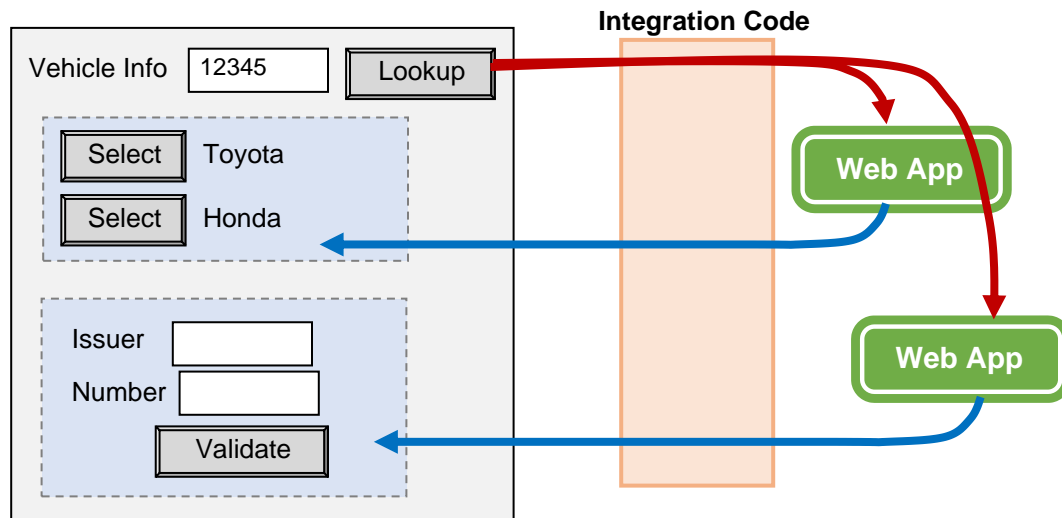 Integration Code
Vehicle Info 12345 Lookup
Select Toyota
Web App
Select Honda
Issuer
Web App
Number
Validate